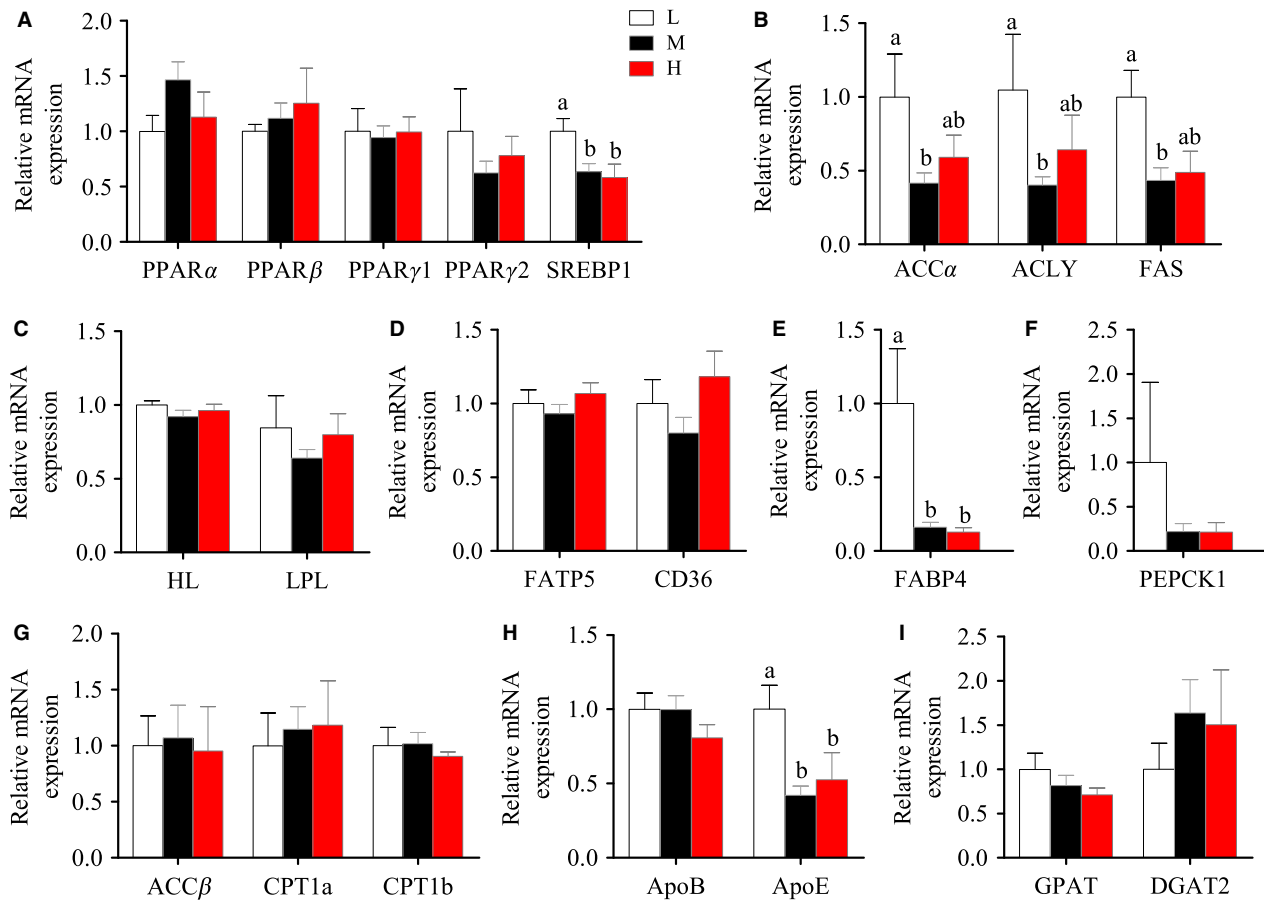 A
Relative mRNA
expression
2.0
1.5
1.0
0.5
0.0
a
b b
PPARα PPARβ PPARγ1 PPARγ2 SREBP1
L
M
H
B
Relative mRNA
expression
1.5
1.0
0.5
0.0
a a a
b ab b ab b ab
ACCα ACLY FAS
C
Relative mRNA
expression
1.5
1.0
0.5
0.0
HL LPL
D
Relative mRNA
expression
1.5
1.0
0.5
0.0
FATP5 CD36
E
Relative mRNA
expression
1.5
1.0
0.5
0.0
a
b b
FABP4
F
Relative mRNA
expression
2.5
2.0
1.5
1.0
0.5
0.0
PEPCK1
G
Relative mRNA
expression
2.0
1.5
1.0
0.5
0.0
ACCβ CPT1a CPT1b
H
Relative mRNA
expression
1.5
1.0
0.5
0.0
a
b b
ApoB ApoE
I
Relative mRNA
expression
2.5
2.0
1.5
1.0
0.5
0.0
GPAT DGAT2